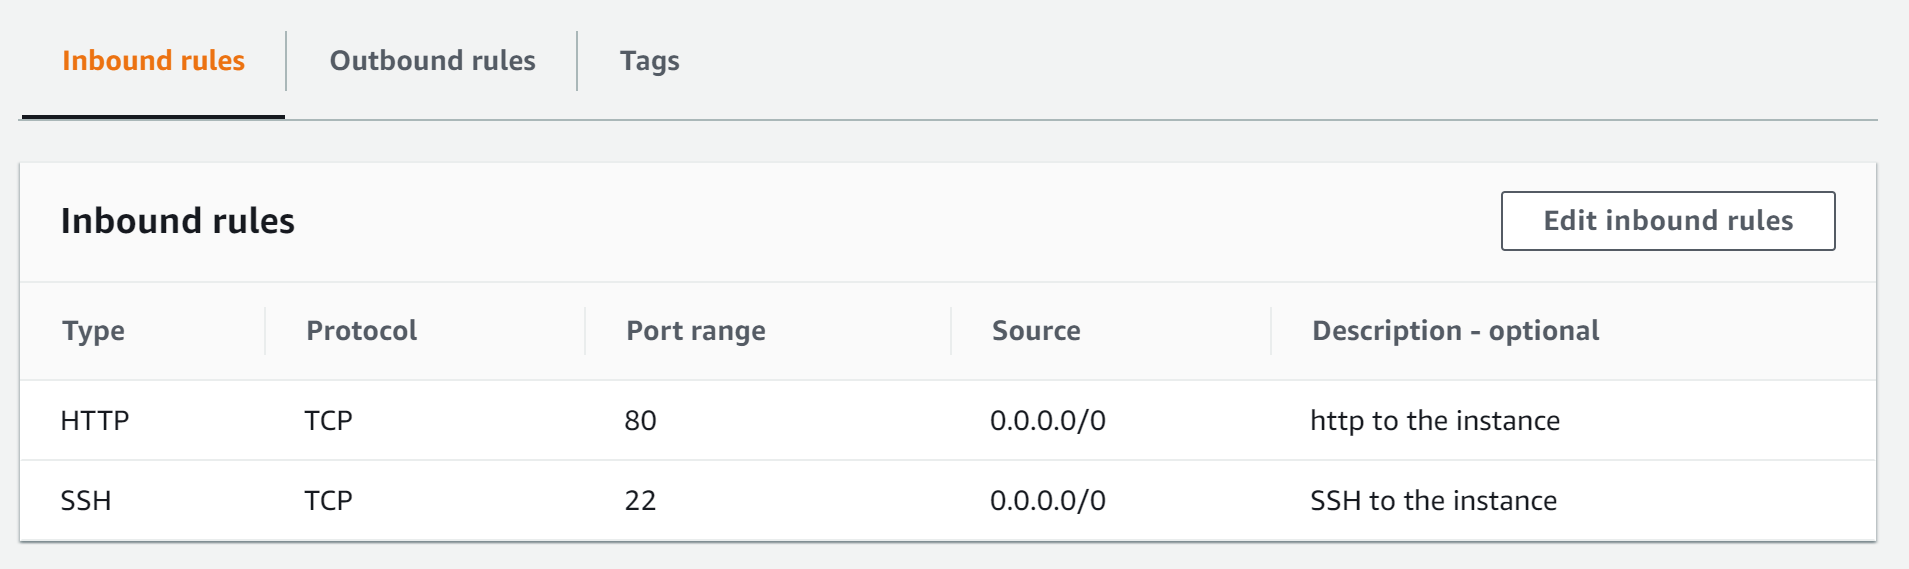 Inbound rules Outbound rules Tags
Inbound rules Edit inbound rules
Type Protocol Port range Source Description - optional
HTTP TCP 80 0.0.0.0/0 http to the instance
SSH TCP 22 0.0.0.0/0 SSH to the instance